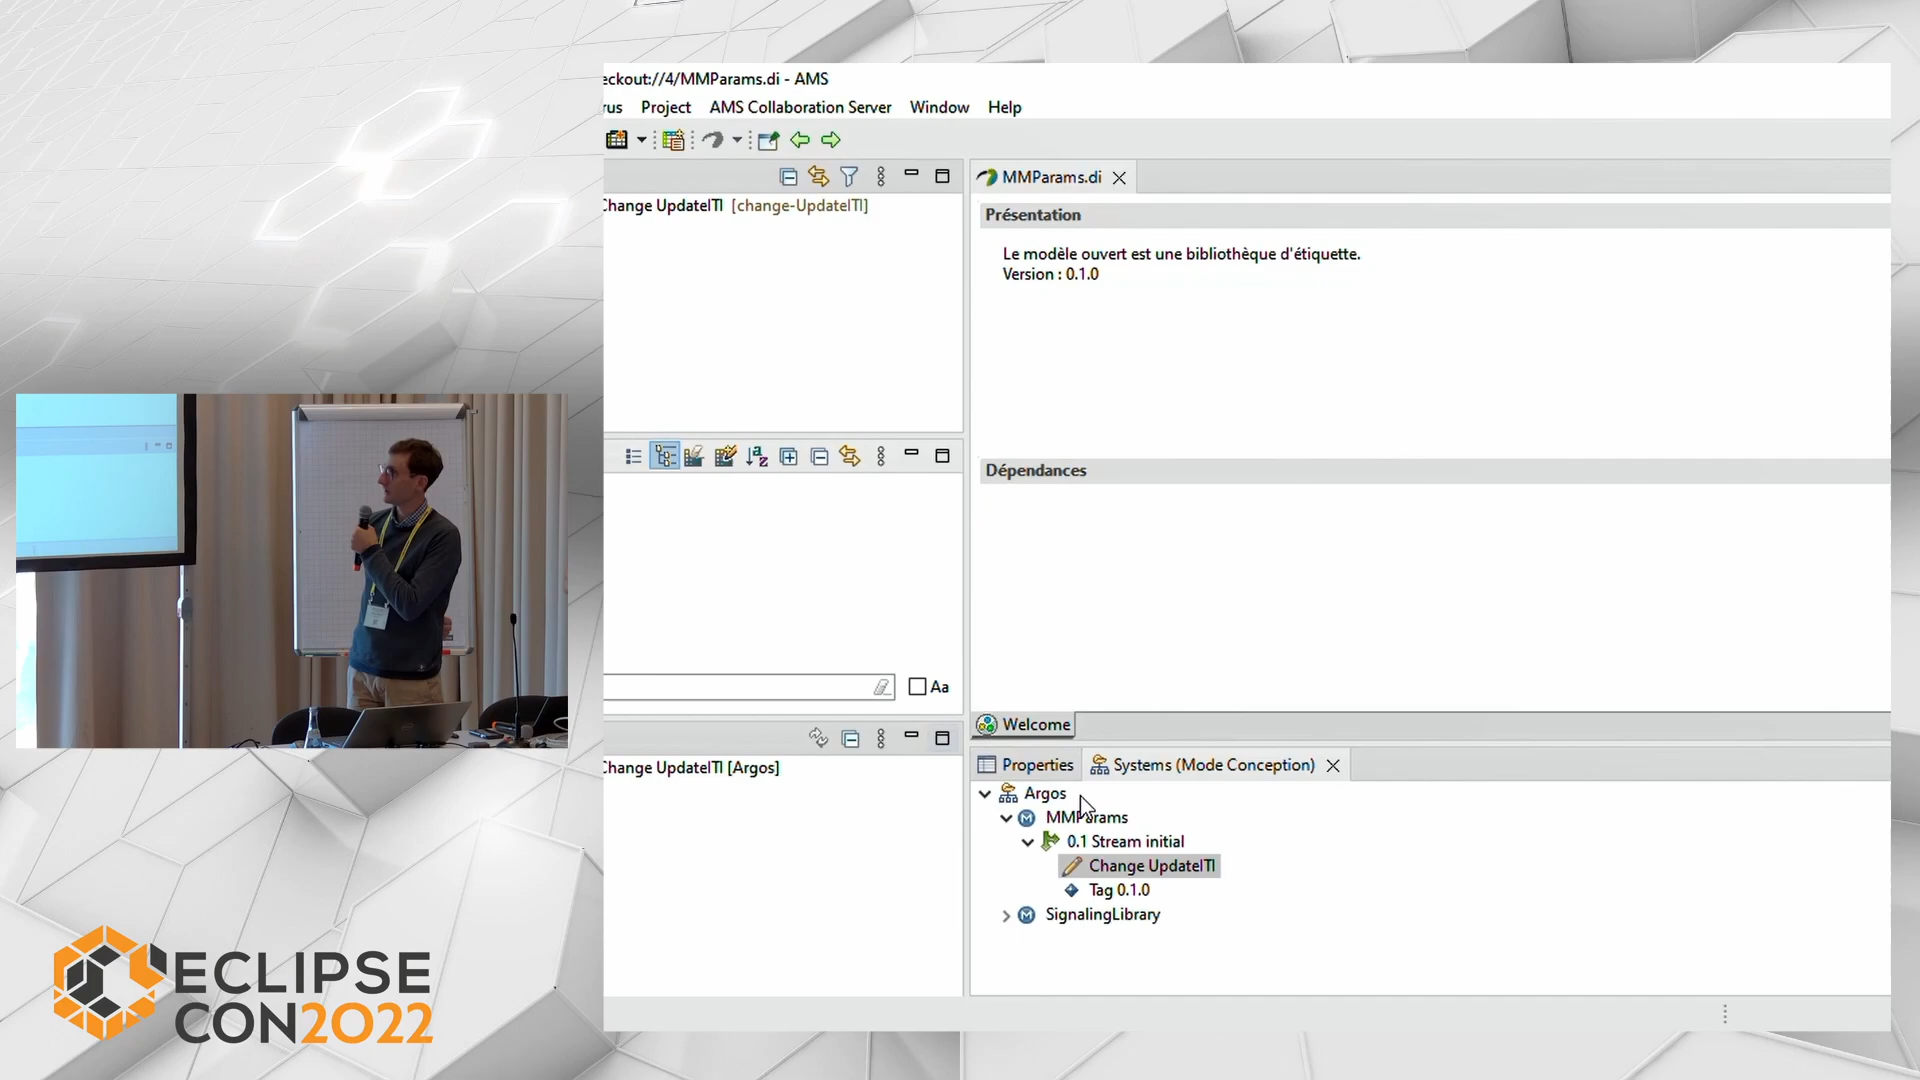 eckout://4/MMParams.di - AMS
rus Project AMS Collaboration Server Window Help
MMParams.di
Change UpdateITI [change-UpdateITI]
Présentation
Le modèle ouvert est une bibliothèque d'étiquette.
Version : 0.1.0
Dépendances
Aa
Welcome
Change UpdateITI [Argos]
Properties Systems (Mode Conception)
Argos
MMParams
0.1 Stream initial
Change UpdateITI
Tag 0.1.0
SignalingLibrary
ECLIPSE
CON2022